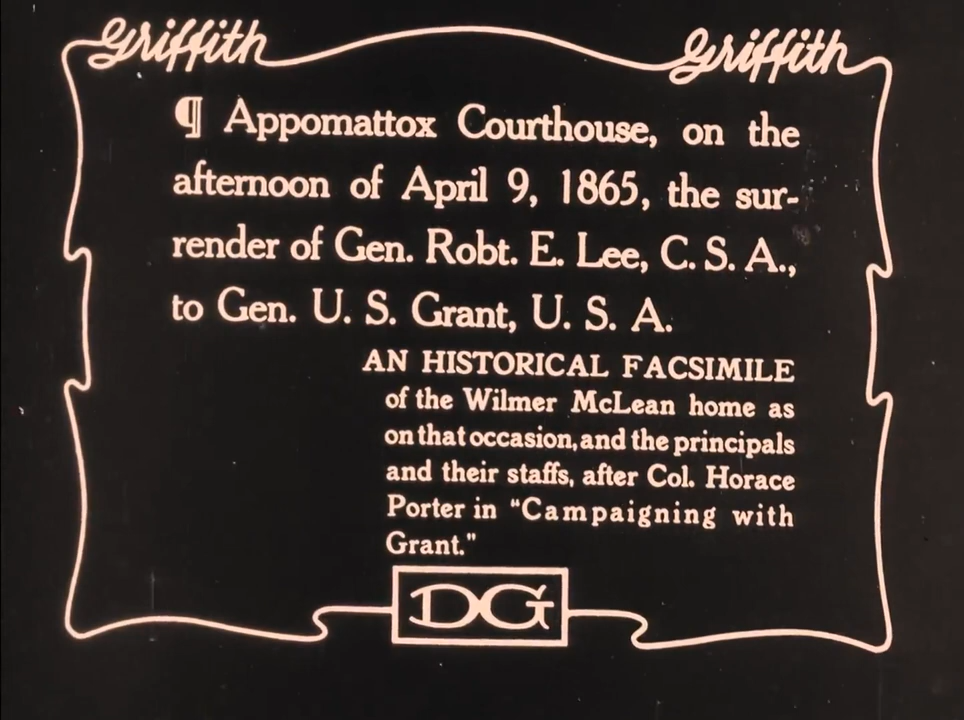 Griffith Griffith
¶ Appomattox Courthouse, on the
afternoon of April 9, 1865, the sur-
render of Gen. Robt. E. Lee, C. S. A.,
to Gen. U. S. Grant, U. S. A.
AN HISTORICAL FACSIMILE
of the Wilmer McLean home as
on that occasion, and the principals
and their staffs, after Col. Horace
Porter in "Campaigning with
Grant."
DG